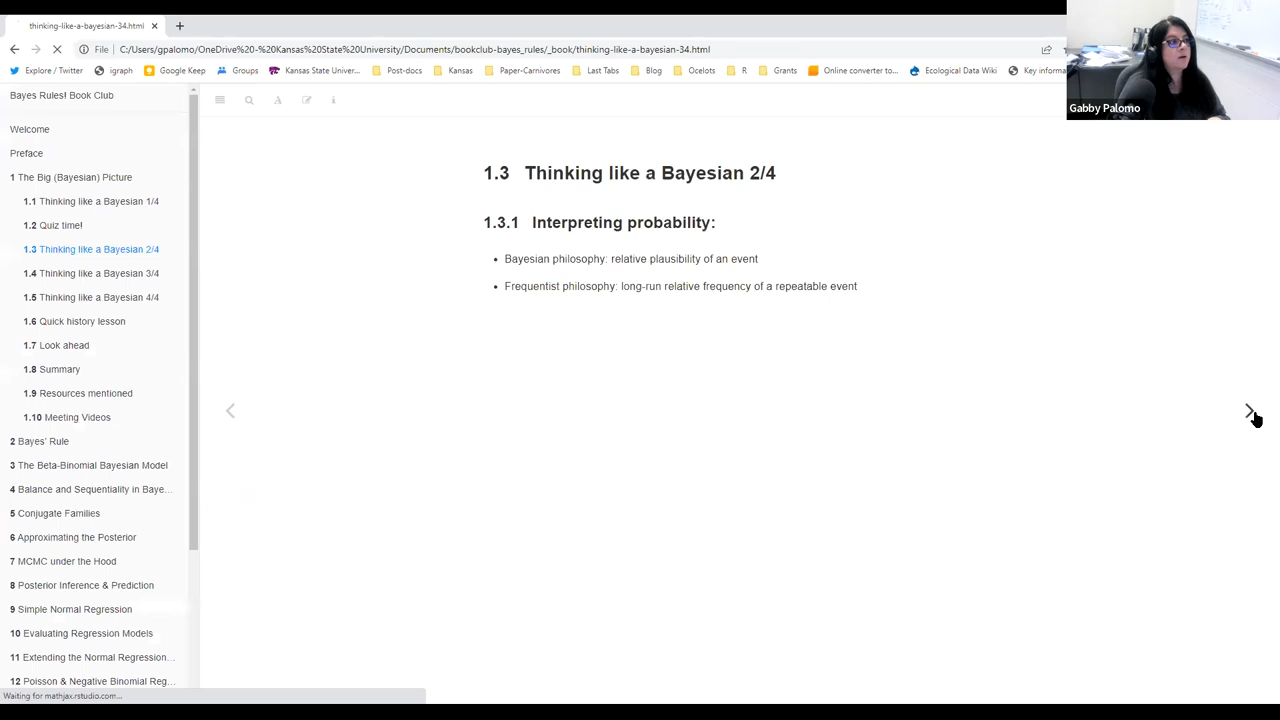 thinking-like-a-bayesian-34.html
File
C:/Users/gpalomo/OneDrive%20-%20Kansas%20State%20University/Documents/bookclub-bayes_rules/_book/thinking-like-a-bayesian-34.html
Explore / Twitter
igraph
Google Keep
Groups
Kansas State Univer...
Post-docs
Kansas
Paper-Carnivores
Last Tabs
Blog
Ocelots
R
Grants
Online converter to...
Ecological Data Wiki
Key informa
Gabby Palomo
Bayes Rules! Book Club
Welcome
Preface
1 The Big (Bayesian) Picture
1.1 Thinking like a Bayesian 1/4
1.2 Quiz time!
1.3 Thinking like a Bayesian 2/4
1.4 Thinking like a Bayesian 3/4
1.5 Thinking like a Bayesian 4/4
1.6 Quick history lesson
1.7 Look ahead
1.8 Summary
1.9 Resources mentioned
1.10 Meeting Videos
2 Bayes' Rule
3 The Beta-Binomial Bayesian Model
4 Balance and Sequentiality in Baye...
5 Conjugate Families
6 Approximating the Posterior
7 MCMC under the Hood
8 Posterior Inference & Prediction
9 Simple Normal Regression
10 Evaluating Regression Models
11 Extending the Normal Regression...
12 Poisson & Negative Binomial Reg...
Waiting for mathjax.rstudio.com...
1.3 Thinking like a Bayesian 2/4
1.3.1 Interpreting probability:
• Bayesian philosophy: relative plausibility of an event
• Frequentist philosophy: long-run relative frequency of a repeatable event